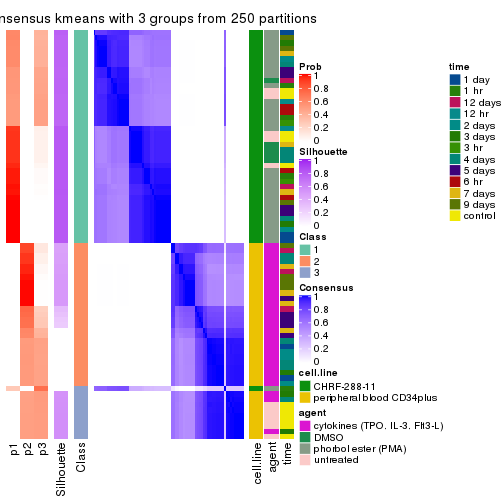 nsensus kmeans with 3 groups from 250 partitions
Prob
1
0.8
0.6
0.4
0.2
0
Silhouette
1
0.8
0.6
0.4
0.2
0
Class
1
2
3
Consensus
1
0.8
0.6
0.4
0.2
0
cell.line
CHRF-288-11
peripheral blood CD34plus
agent
cytokines (TPO, IL-3, Flt3-L)
DMSO
phorbol ester (PMA)
untreated
time
1 day
1 hr
12 days
12 hr
2 days
3 days
3 hr
4 days
5 days
6 hr
7 days
9 days
control
p1
p2
p3
Silhouette
Class
cell.line
agent
time